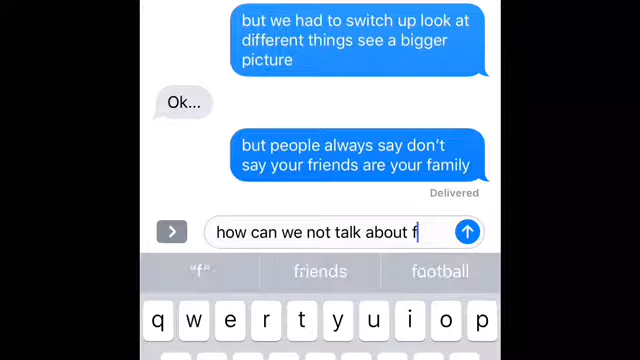 but we had to switch up look at
different things see a bigger
picture
Ok...
but people always say don't
say your friends are your family
Delivered
how can we not talk about f
"f" friends football
q w e r t y u i o p